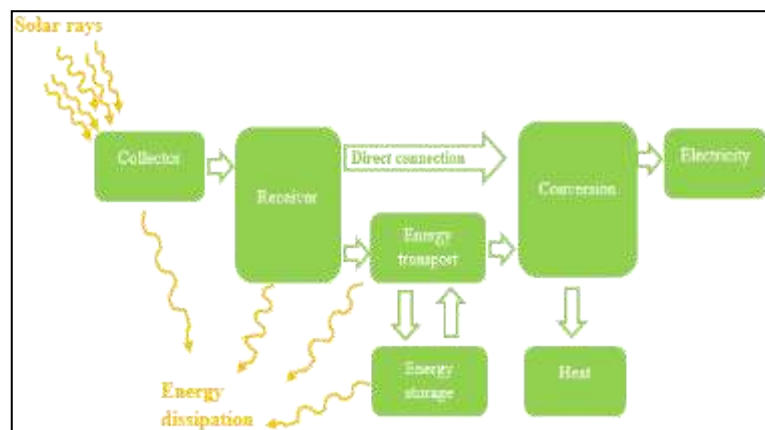 Solar rays
Collector
Receiver
Direct connection
Conversion
Electricity
Energy
transport
Energy
storage
Heat
Energy
dissipation